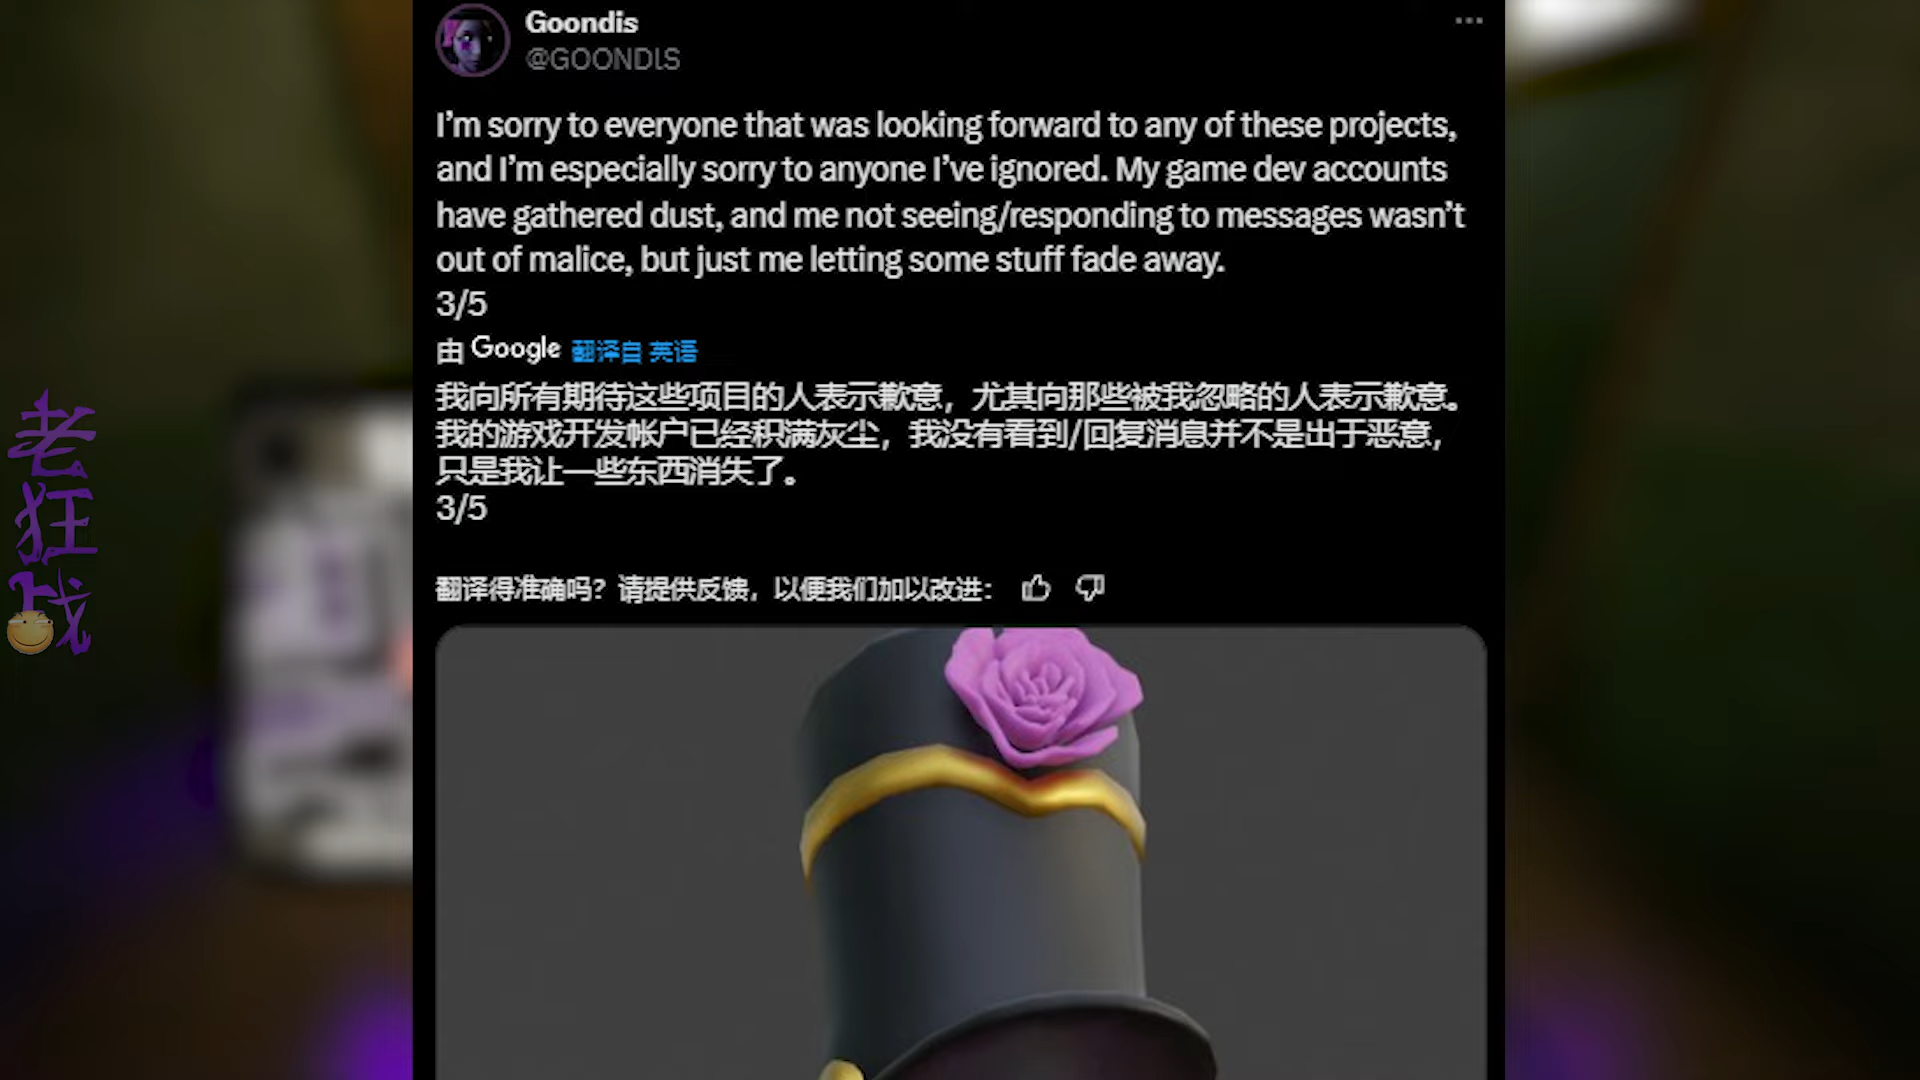 Goondis
@GOONDlS
I’m sorry to everyone that was looking forward to any of these projects,
and I’m especially sorry to anyone I’ve ignored. My game dev accounts
have gathered dust, and me not seeing/responding to messages wasn’t
out of malice, but just me letting some stuff fade away.
3/5
由 Google 翻译自 英语
我向所有期待这些项目的人表示歉意，尤其向那些被我忽略的人表示歉意。
我的游戏开发帐户已经积满灰尘，我没有看到/回复消息并不是出于恶意，
只是我让一些东西消失了。
3/5
翻译得准确吗？请提供反馈，以便我们加以改进：
老狂戏